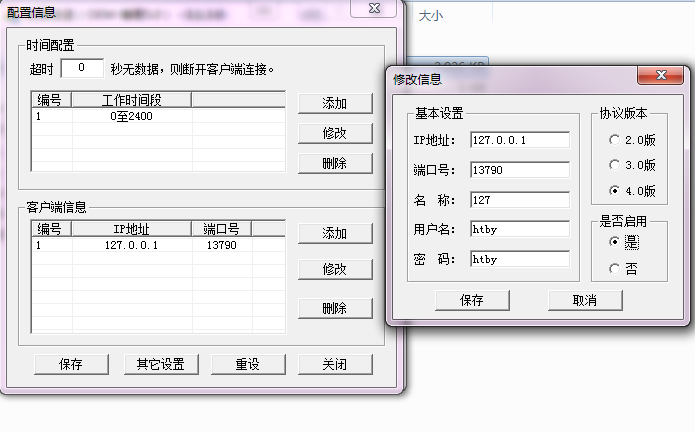 配置信息
大小
时间配置
超时 0 秒无数据，则断开客户端连接。
编号 工作时间段
1 0至2400
添加
修改
删除
客户端信息
编号 IP地址 端口号
1 127.0.0.1 13790
添加
修改
删除
保存 其它设置 重设 关闭
修改信息
基本设置
IP地址： 127.0.0.1
端口号： 13790
名 称： 127
用户名： htby
密 码： htby
协议版本
2.0版
3.0版
4.0版
是否启用
是
否
保存 取消